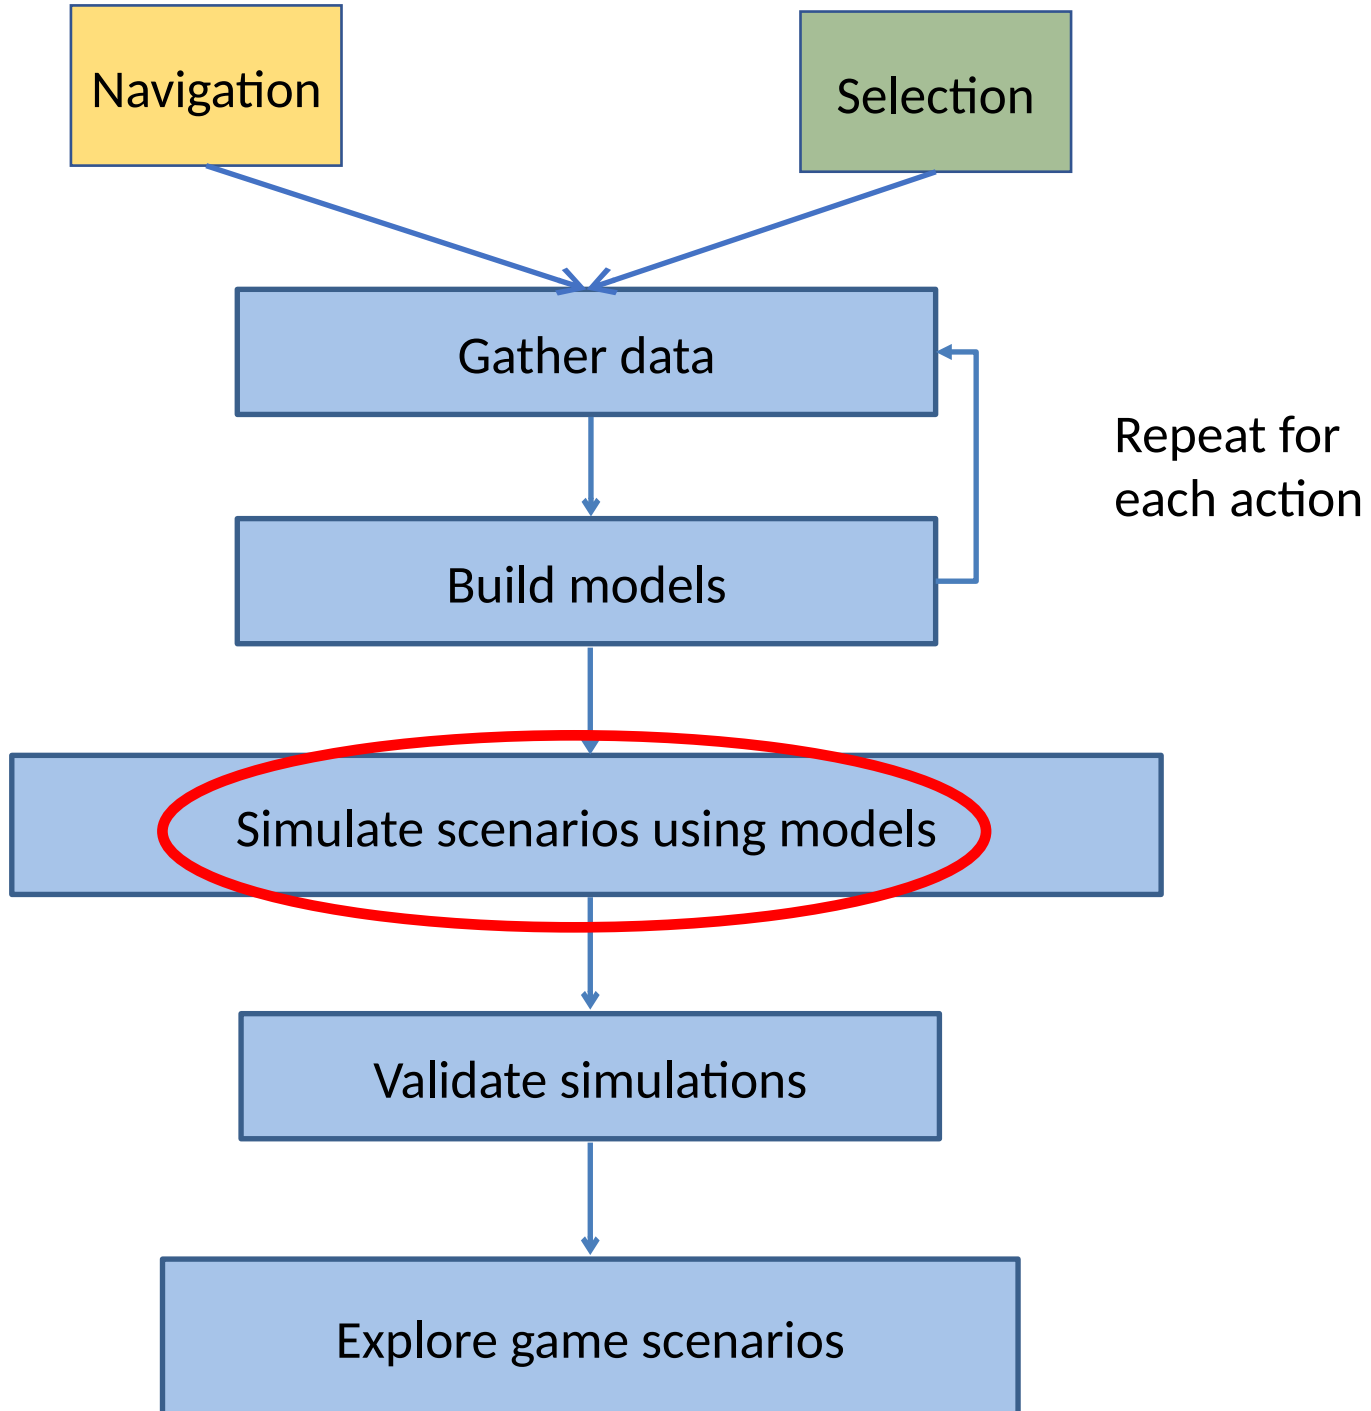 Navigation
Selection
Gather data
Repeat for
each action
Build models
Simulate scenarios using models
Validate simulations
Explore game scenarios